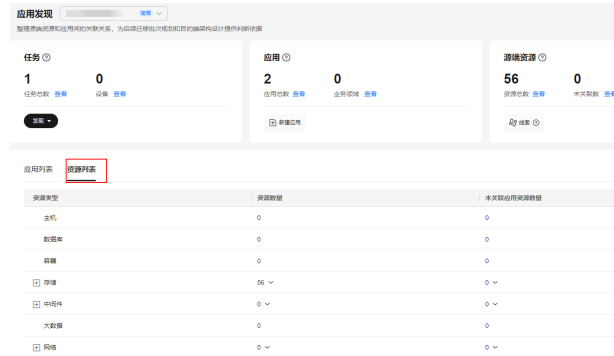 应用发现 简单
整理源端资源和应用间的关联关系，为后续迁移批次规划和目的端架构设计提供判断依据
任务 应用 源端资源
1 0 2 0 56 0
任务总数 查看 设备 查看 应用总数 查看 业务领域 查看 资源总数 查看 未关联数 查看
发现 新建应用 线索
应用列表 资源列表
资源类型 资源数量 未关联应用资源数量
主机 0 0
数据库 0 0
容器 0 0
存储 56 0
中间件 0 0
大数据 0 0
网络 0 0